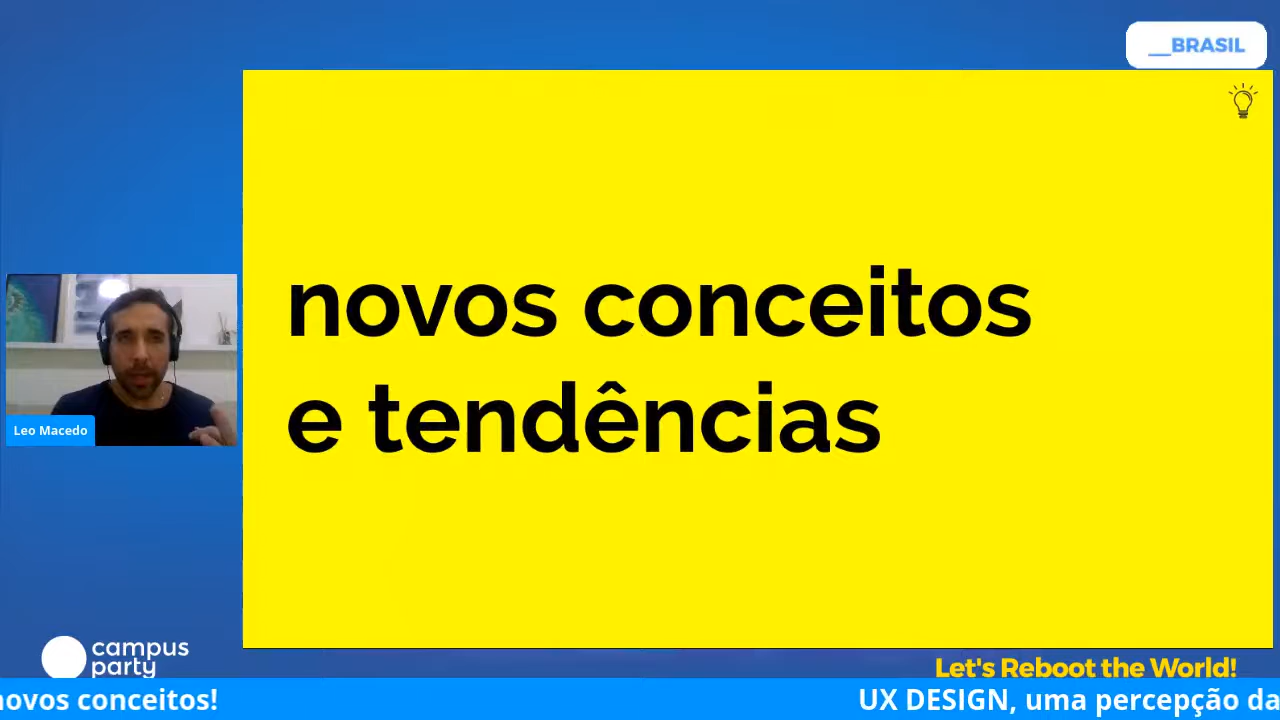 __BRASIL
novos conceitos
e tendências
Leo Macedo
campus
party
Let's Reboot the World!
novos conceitos!
UX DESIGN, uma percepção da